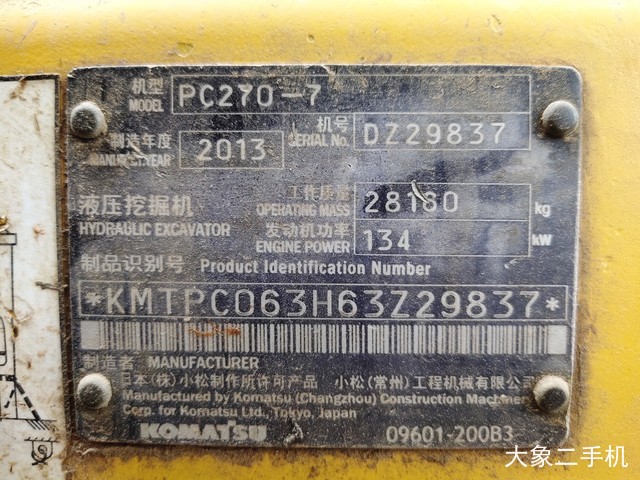 机型 MODEL PC270-7
制造年度 MANUFACT.YEAR 2013 机号 SERIAL No. DZ29837
液压挖掘机 HYDRAULIC EXCAVATOR
工作质量 OPERATING MASS 28180 kg
发动机功率 ENGINE POWER 134 kW
制品识别号 Product Identification Number
*KMTPC063H63Z29837*
制造者 MANUFACTURER
日本(株)小松制作所许可产品 小松(常州)工程机械有限公司
Manufactured by Komatsu (Changzhou) Construction Machinery
Corp. for Komatsu Ltd., Tokyo, Japan
KOMATSU 09601-200B3
大象二手机